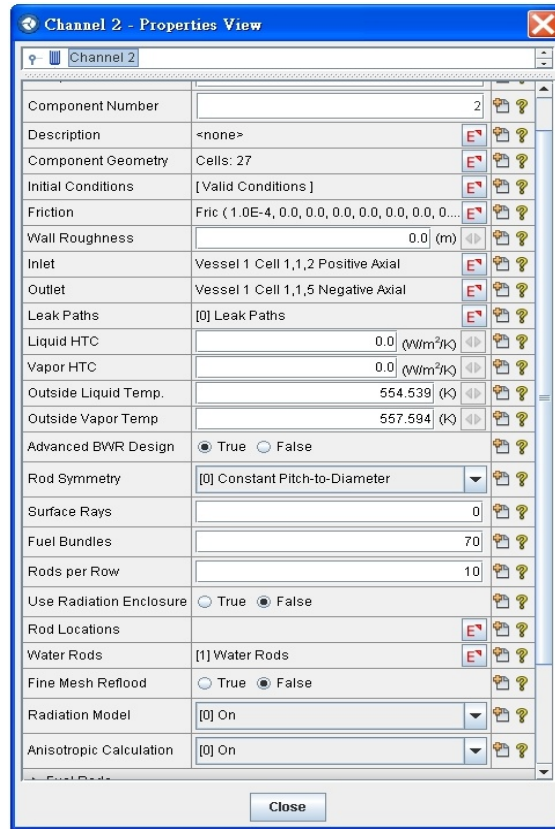 Channel 2 - Properties View
Channel 2
Component Number 2
Description <none> E
Component Geometry Cells: 27 E
Initial Conditions [ Valid Conditions ] E
Friction Fric ( 1.0E-4, 0.0, 0.0, 0.0, 0.0, 0.0, 0.0, 0.... E
Wall Roughness 0.0 (m)
Inlet Vessel 1 Cell 1,1,2 Positive Axial E
Outlet Vessel 1 Cell 1,1,5 Negative Axial E
Leak Paths [0] Leak Paths E
Liquid HTC 0.0 (W/m²/K)
Vapor HTC 0.0 (W/m²/K)
Outside Liquid Temp. 554.539 (K)
Outside Vapor Temp 557.594 (K)
Advanced BWR Design True False
Rod Symmetry [0] Constant Pitch-to-Diameter
Surface Rays 0
Fuel Bundles 70
Rods per Row 10
Use Radiation Enclosure True False
Rod Locations E
Water Rods [1] Water Rods E
Fine Mesh Reflood True False
Radiation Model [0] On
Anisotropic Calculation [0] On
Close